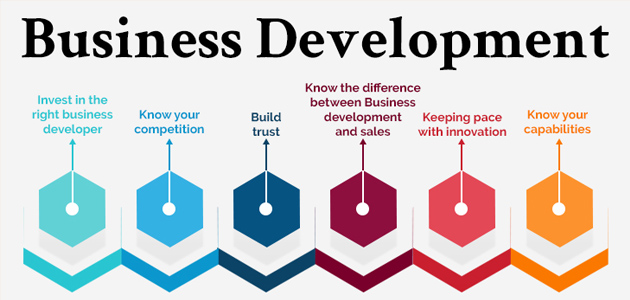 Business Development
Invest in the
right business
developer
Know your
competition
Build
trust
Know the difference
between Business
development
and sales
Keeping pace
with innovation
Know your
capabilities